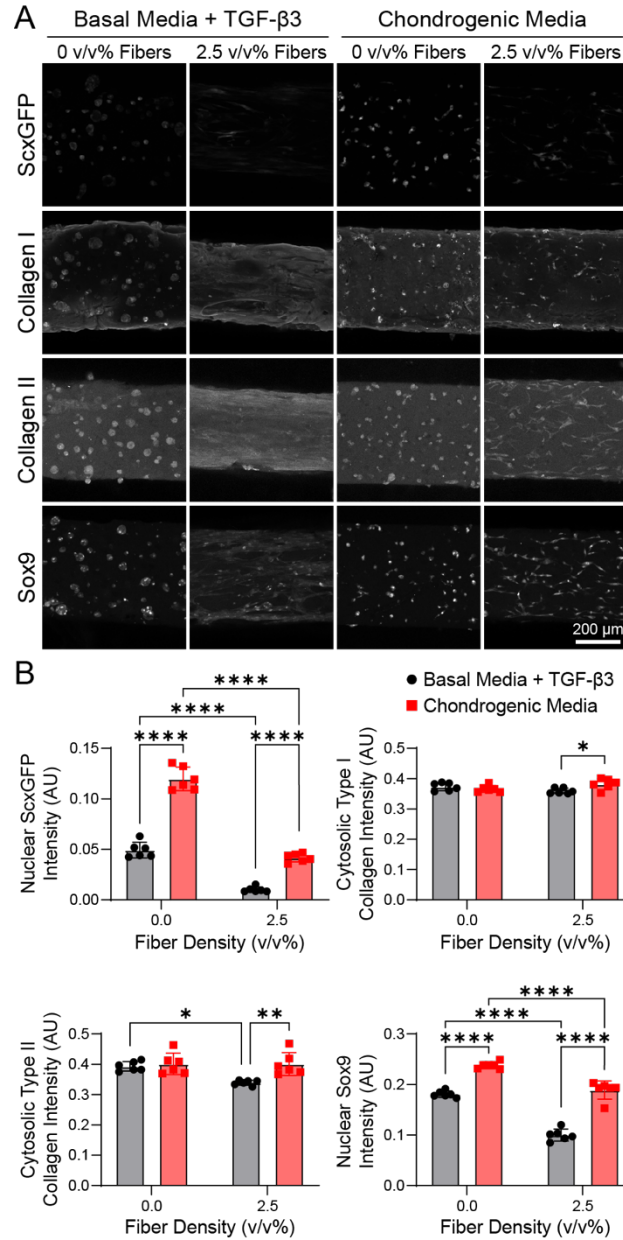 A
Basal Media + TGF-β3
Chondrogenic Media
0 v/v% Fibers
2.5 v/v% Fibers
0 v/v% Fibers
2.5 v/v% Fibers
ScxGFP
Collagen I
Collagen II
Sox9
200 µm
B
Basal Media + TGF-β3
Chondrogenic Media
Nuclear ScxGFP
Intensity (AU)
0.15
0.10
0.05
0.00
****
****
****
****
0.0
2.5
Fiber Density (v/v%)
Cytosolic Type I
Collagen Intensity (AU)
0.5
0.4
0.3
0.2
0.1
0.0
*
0.0
2.5
Fiber Density (v/v%)
Cytosolic Type II
Collagen Intensity (AU)
0.5
0.4
0.3
0.2
0.1
0.0
*
**
0.0
2.5
Fiber Density (v/v%)
Nuclear Sox9
Intensity (AU)
0.3
0.2
0.1
0.0
****
****
****
****
0.0
2.5
Fiber Density (v/v%)